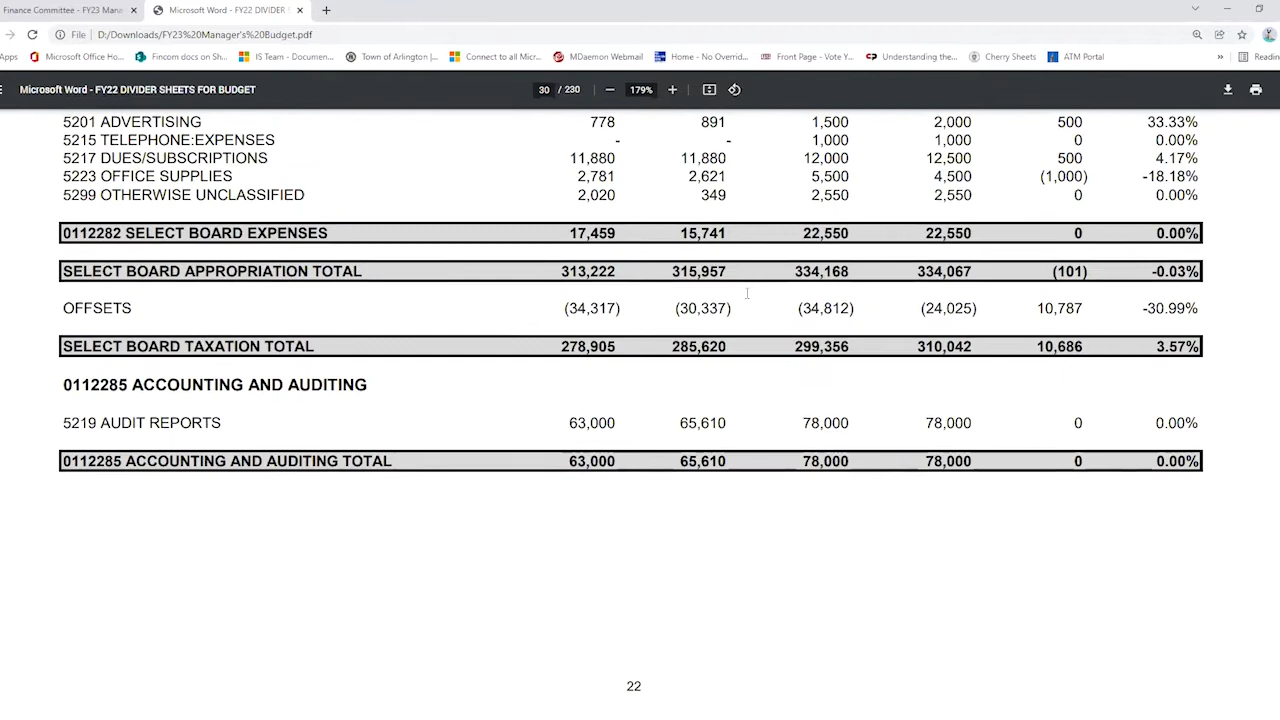 Finance Committee - FY23 Mana
Microsoft Word - FY22 DIVIDER
File D:/Downloads/FY23%20Manager's%20Budget.pdf
Apps Microsoft Office Ho... Fincom docs on Sh... IS Team - Documen... Town of Arlington |... Connect to all Micr... MDaemon Webmail Home - No Overrid... Front Page - Vote Y... Understanding the... Cherry Sheets ATM Portal » Readin
Microsoft Word - FY22 DIVIDER SHEETS FOR BUDGET 30 / 230 − 179% +
5201 ADVERTISING 778 891 1,500 2,000 500 33.33%
5215 TELEPHONE:EXPENSES - - 1,000 1,000 0 0.00%
5217 DUES/SUBSCRIPTIONS 11,880 11,880 12,000 12,500 500 4.17%
5223 OFFICE SUPPLIES 2,781 2,621 5,500 4,500 (1,000) -18.18%
5299 OTHERWISE UNCLASSIFIED 2,020 349 2,550 2,550 0 0.00%
0112282 SELECT BOARD EXPENSES 17,459 15,741 22,550 22,550 0 0.00%
SELECT BOARD APPROPRIATION TOTAL 313,222 315,957 334,168 334,067 (101) -0.03%
OFFSETS (34,317) (30,337) (34,812) (24,025) 10,787 -30.99%
SELECT BOARD TAXATION TOTAL 278,905 285,620 299,356 310,042 10,686 3.57%
0112285 ACCOUNTING AND AUDITING
5219 AUDIT REPORTS 63,000 65,610 78,000 78,000 0 0.00%
0112285 ACCOUNTING AND AUDITING TOTAL 63,000 65,610 78,000 78,000 0 0.00%
22